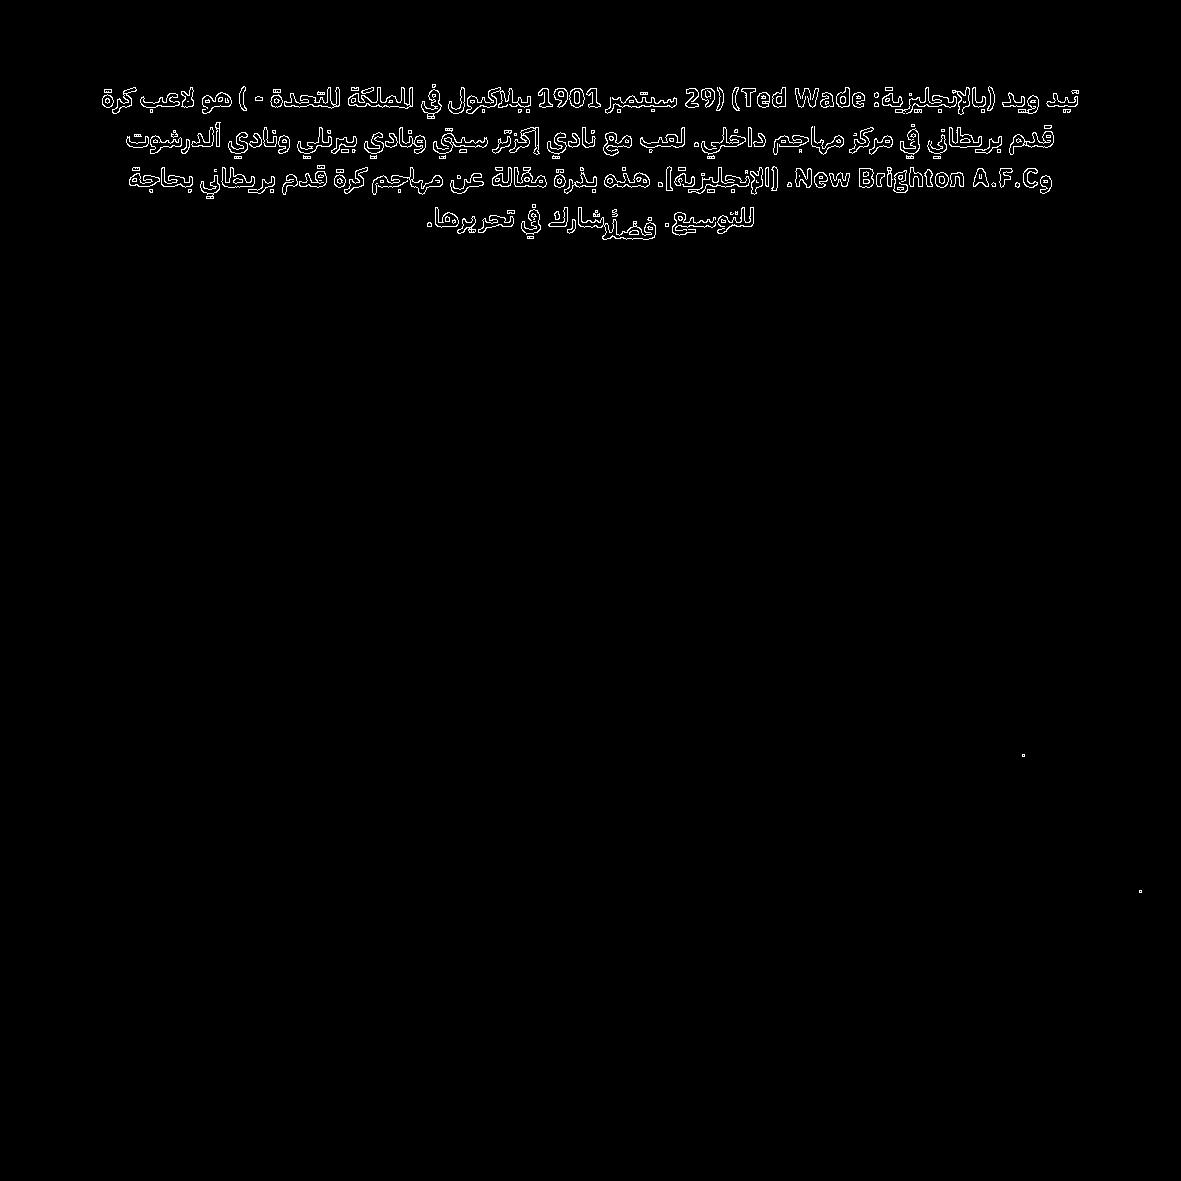 تيد ويد (بالإنجليزية: Ted Wade) (29 سبتمبر 1901 ببلاكبول في المملكة المتحدة - ) هو لاعب كرة
قدم بريطاني في مركز مهاجم داخلي. لعب مع نادي إكزتر سيتي ونادي بيرنلي ونادي ألدرشوت
وNew Brighton A.F.C. [الإنجليزية]. هذه بذرة مقالة عن مهاجم كرة قدم بريطاني بحاجة
للتوسيع. فضلًا شارك في تحريرها.